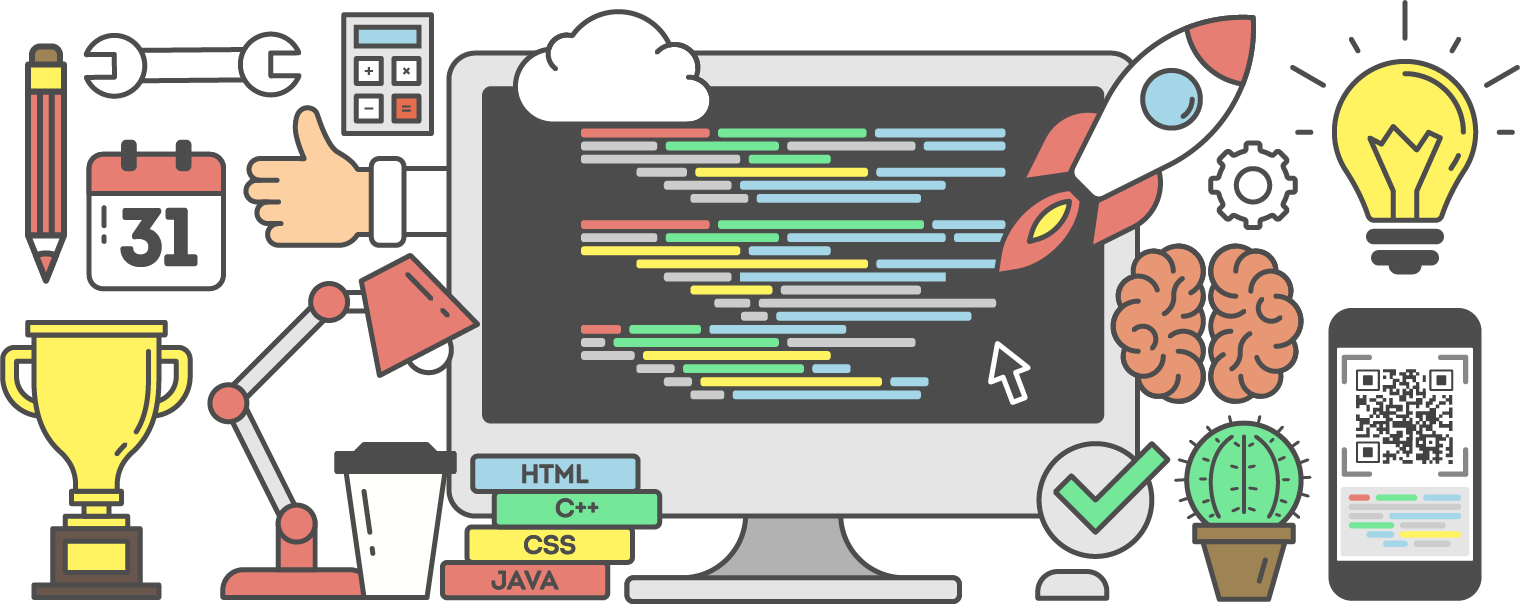 + ×
− =
31
HTML
C++
CSS
JAVA